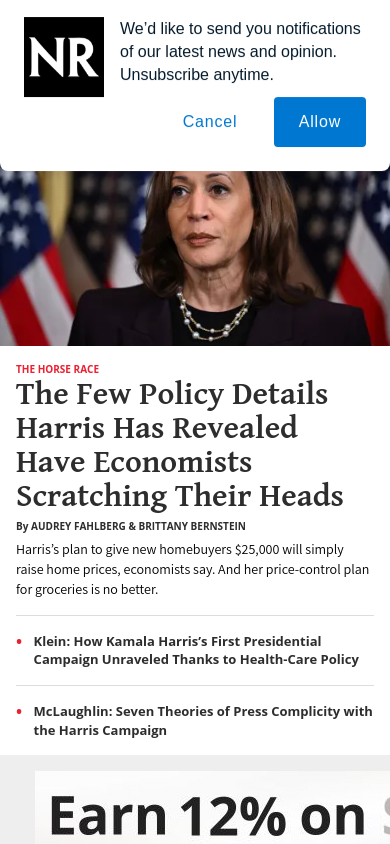 NR
We’d like to send you notifications
of our latest news and opinion.
Unsubscribe anytime.
Cancel
Allow
THE HORSE RACE
The Few Policy Details
Harris Has Revealed
Have Economists
Scratching Their Heads
By AUDREY FAHLBERG & BRITTANY BERNSTEIN
Harris’s plan to give new homebuyers $25,000 will simply
raise home prices, economists say. And her price-control plan
for groceries is no better.
• Klein: How Kamala Harris’s First Presidential
Campaign Unraveled Thanks to Health-Care Policy
• McLaughlin: Seven Theories of Press Complicity with
the Harris Campaign
Earn 12% on